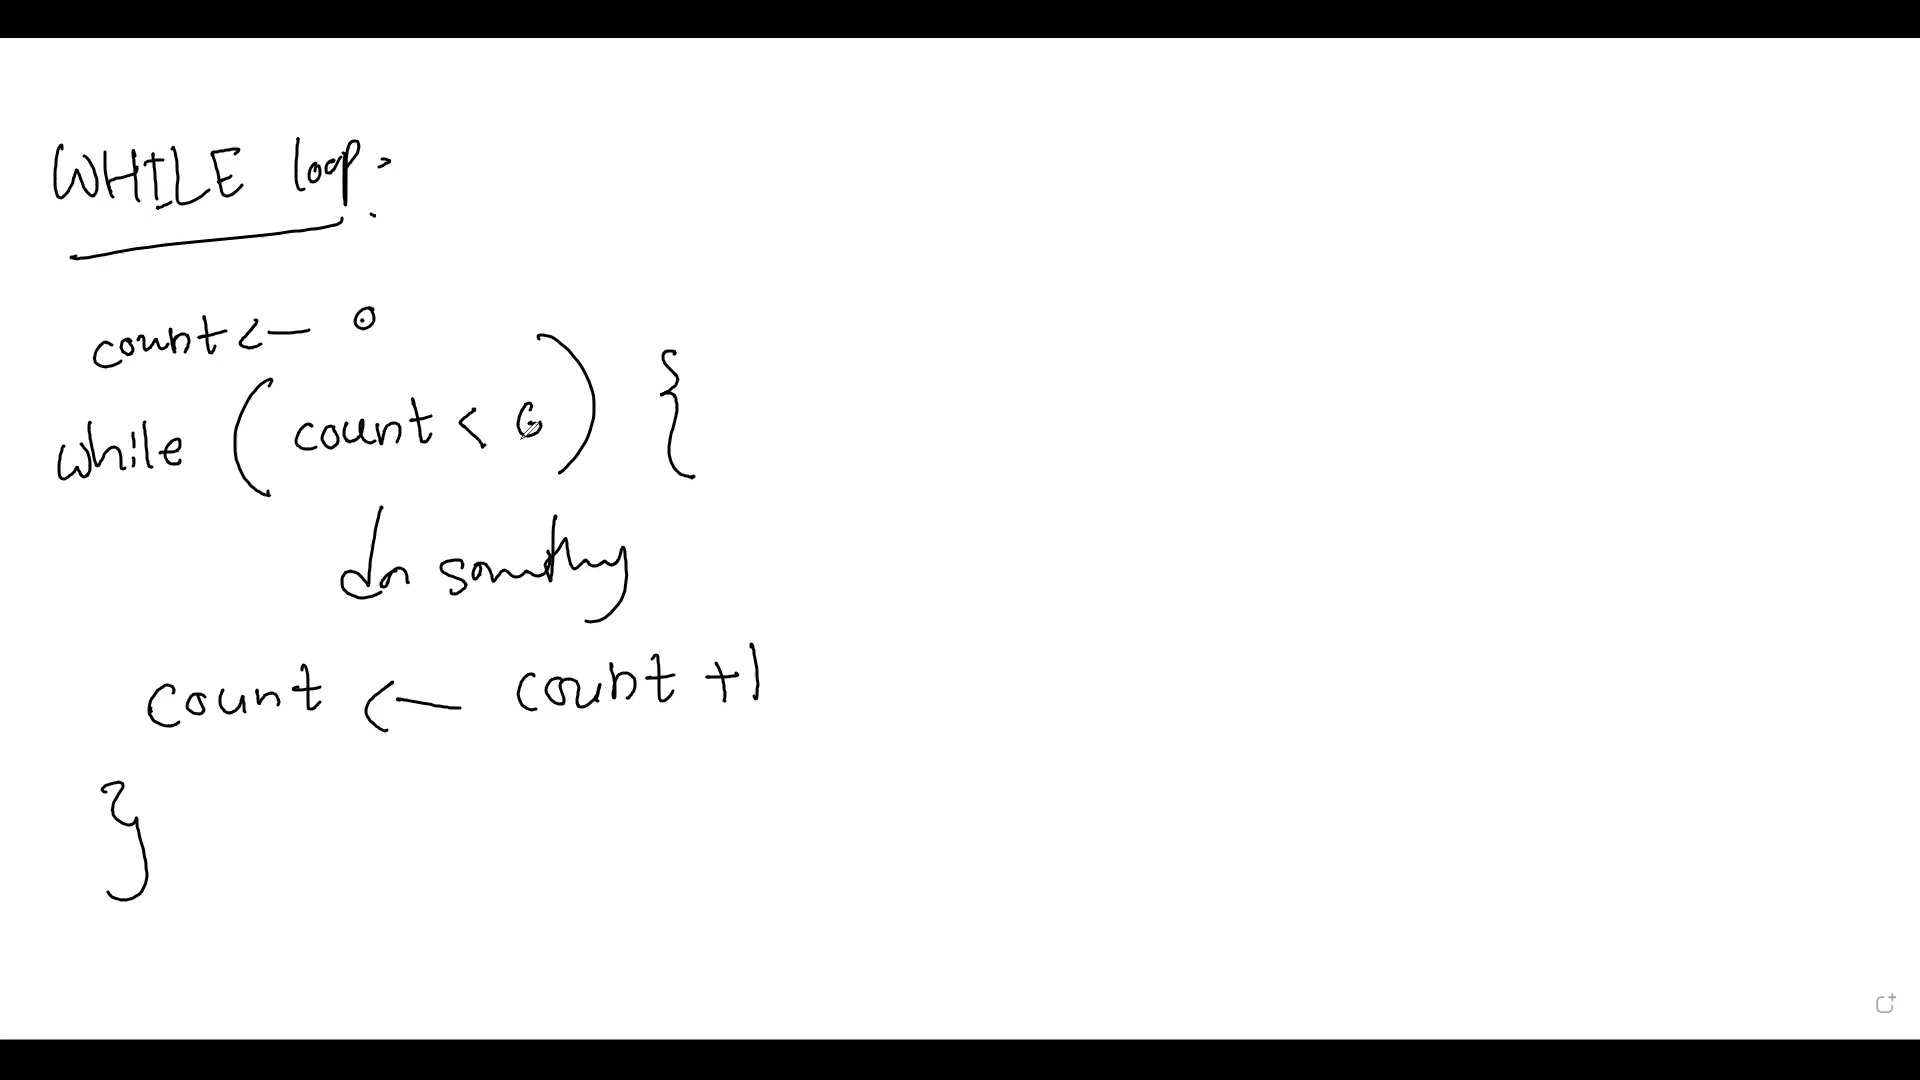 WHILE loop:
count <- 0
while (count < 6) {
do something
count <- count +1
}